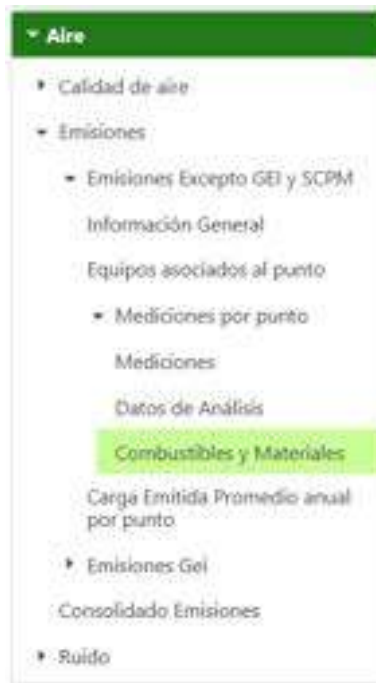 Aire
Calidad de aire
Emisiones
Emisiones Excepto GEI y SCPM
Información General
Equipos asociados al punto
Mediciones por punto
Mediciones
Datos de Análisis
Combustibles y Materiales
Carga Emitida Promedio anual
por punto
Emisiones Gei
Consolidado Emisiones
Ruido